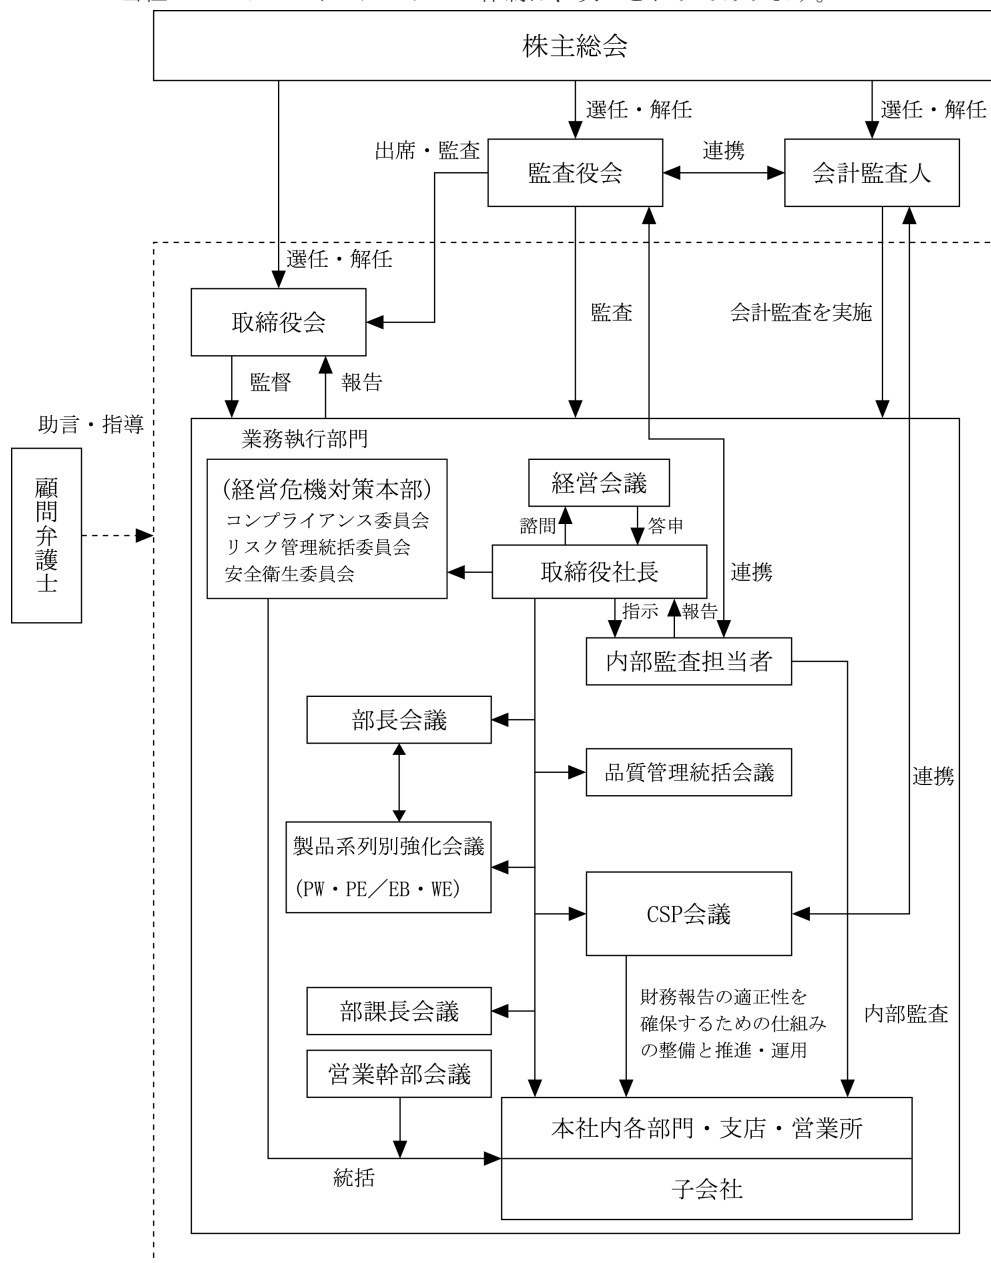 株主総会
選任・解任
選任・解任
出席・監査
監査役会
連携
会計監査人
選任・解任
取締役会
監査
会計監査を実施
監督
報告
助言・指導
顧問弁護士
業務執行部門
(経営危機対策本部)
コンプライアンス委員会
リスク管理統括委員会
安全衛生委員会
経営会議
諮問
答申
取締役社長
連携
指示
報告
内部監査担当者
部長会議
品質管理統括会議
連携
製品系列別強化会議
(PW・PE／EB・WE)
CSP会議
財務報告の適正性を
確保するための仕組み
の整備と推進・運用
内部監査
部課長会議
営業幹部会議
本社内各部門・支店・営業所
統括
子会社